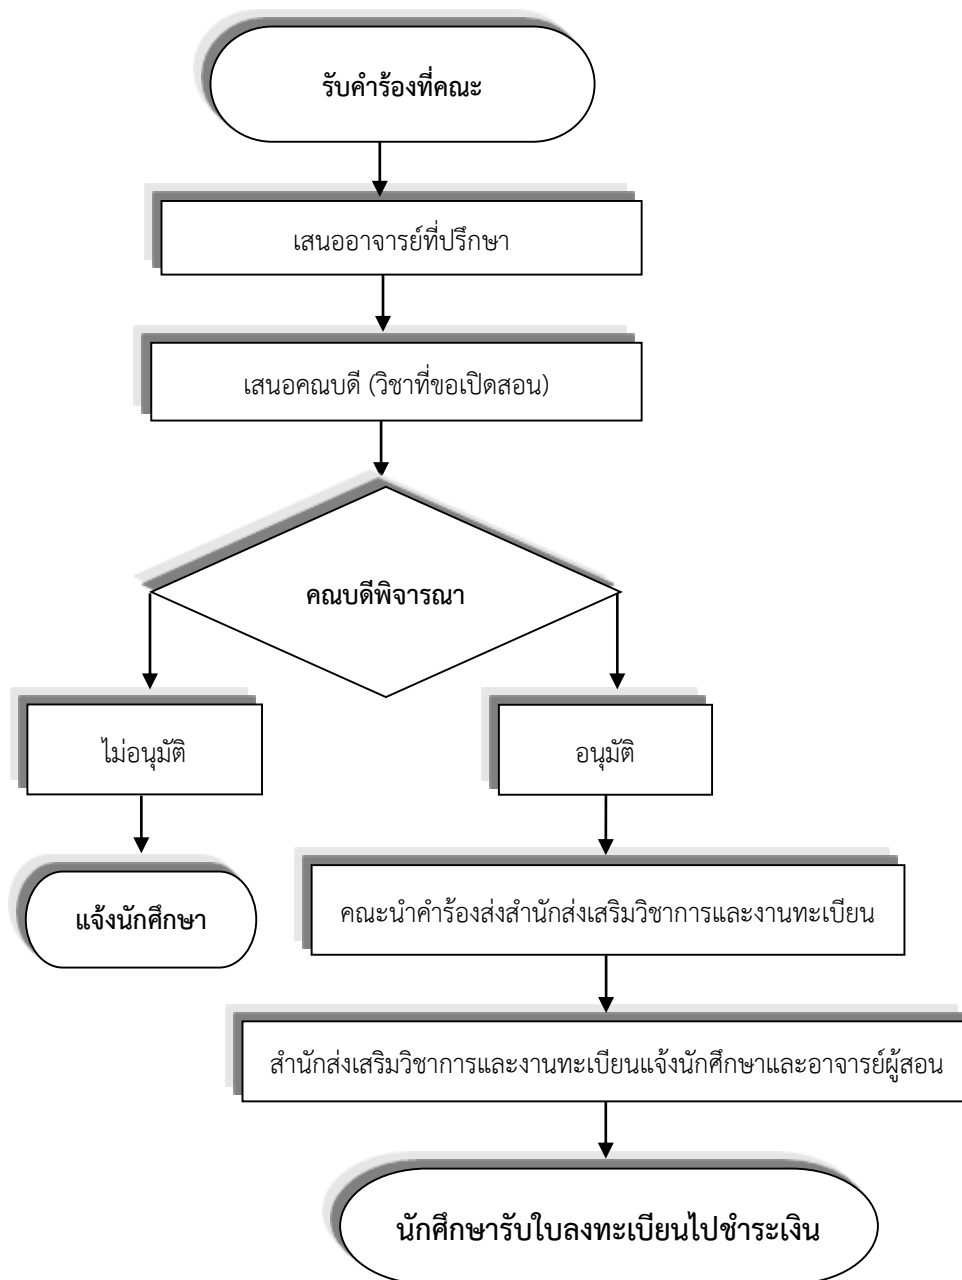 รับคำร้องที่คณะ
เสนออาจารย์ที่ปรึกษา
เสนอคณบดี (วิชาที่ขอเปิดสอน)
คณบดีพิจารณา
ไม่อนุมัติ
อนุมัติ
แจ้งนักศึกษา
คณะนำคำร้องส่งสำนักส่งเสริมวิชาการและงานทะเบียน
สำนักส่งเสริมวิชาการและงานทะเบียนแจ้งนักศึกษาและอาจารย์ผู้สอน
นักศึกษารับใบลงทะเบียนไปชำระเงิน